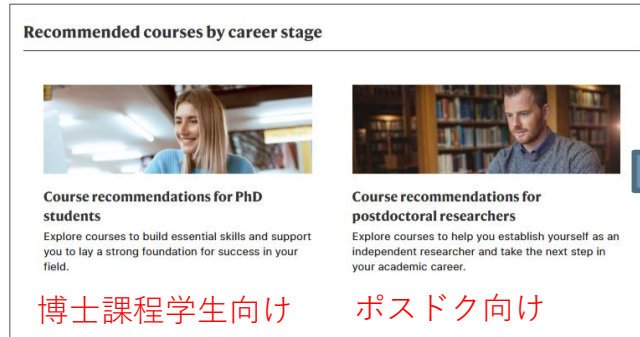 Recommended courses by career stage
Course recommendations for PhD
students
Explore courses to build essential skills and support
you to lay a strong foundation for success in your
field.
博士課程学生向け
Course recommendations for
postdoctoral researchers
Explore courses to help you establish yourself as an
independent researcher and take the next step in
your academic career.
ポスドク向け